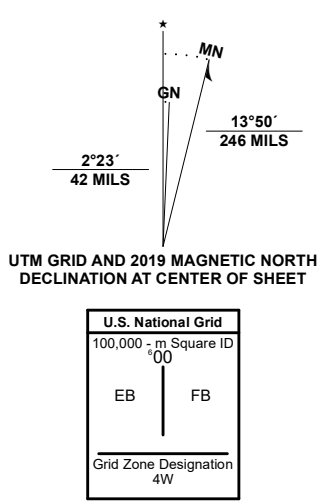 ★
MN
GN
13°50´
246 MILS
2°23´
42 MILS
UTM GRID AND 2019 MAGNETIC NORTH
DECLINATION AT CENTER OF SHEET
U.S. National Grid
100,000 - m Square ID
⁶00
EB FB
Grid Zone Designation
4W